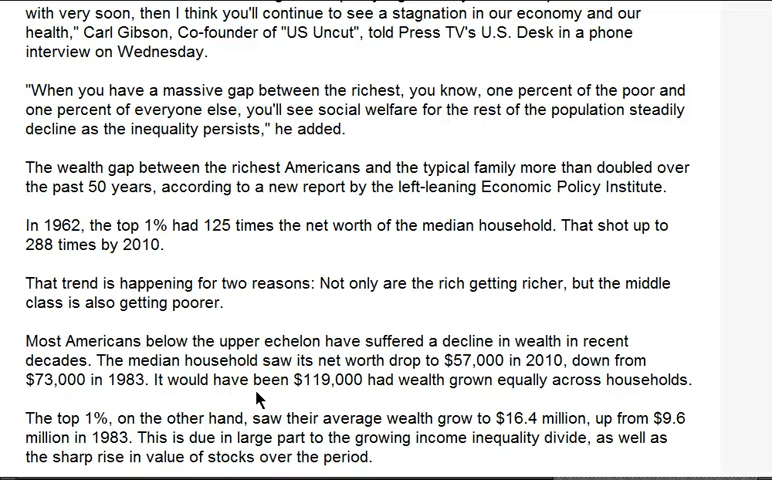 with very soon, then I think you'll continue to see a stagnation in our economy and our
health," Carl Gibson, Co-founder of "US Uncut", told Press TV's U.S. Desk in a phone
interview on Wednesday.
"When you have a massive gap between the richest, you know, one percent of the poor and
one percent of everyone else, you'll see social welfare for the rest of the population steadily
decline as the inequality persists," he added.
The wealth gap between the richest Americans and the typical family more than doubled over
the past 50 years, according to a new report by the left-leaning Economic Policy Institute.
In 1962, the top 1% had 125 times the net worth of the median household. That shot up to
288 times by 2010.
That trend is happening for two reasons: Not only are the rich getting richer, but the middle
class is also getting poorer.
Most Americans below the upper echelon have suffered a decline in wealth in recent
decades. The median household saw its net worth drop to $57,000 in 2010, down from
$73,000 in 1983. It would have been $119,000 had wealth grown equally across households.
The top 1%, on the other hand, saw their average wealth grow to $16.4 million, up from $9.6
million in 1983. This is due in large part to the growing income inequality divide, as well as
the sharp rise in value of stocks over the period.